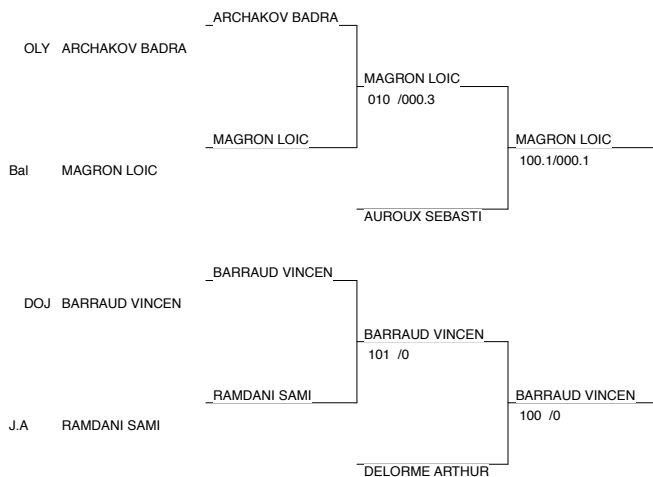 ARCHAKOV BADRA
OLY ARCHAKOV BADRA
MAGRON LOIC
010 /000.3
MAGRON LOIC
MAGRON LOIC
100.1/000.1
Bal MAGRON LOIC
AUROUX SEBASTI
BARRAUD VINCEN
DOJ BARRAUD VINCEN
BARRAUD VINCEN
101 /0
RAMDANI SAMI
BARRAUD VINCEN
100 /0
J.A RAMDANI SAMI
DELORME ARTHUR